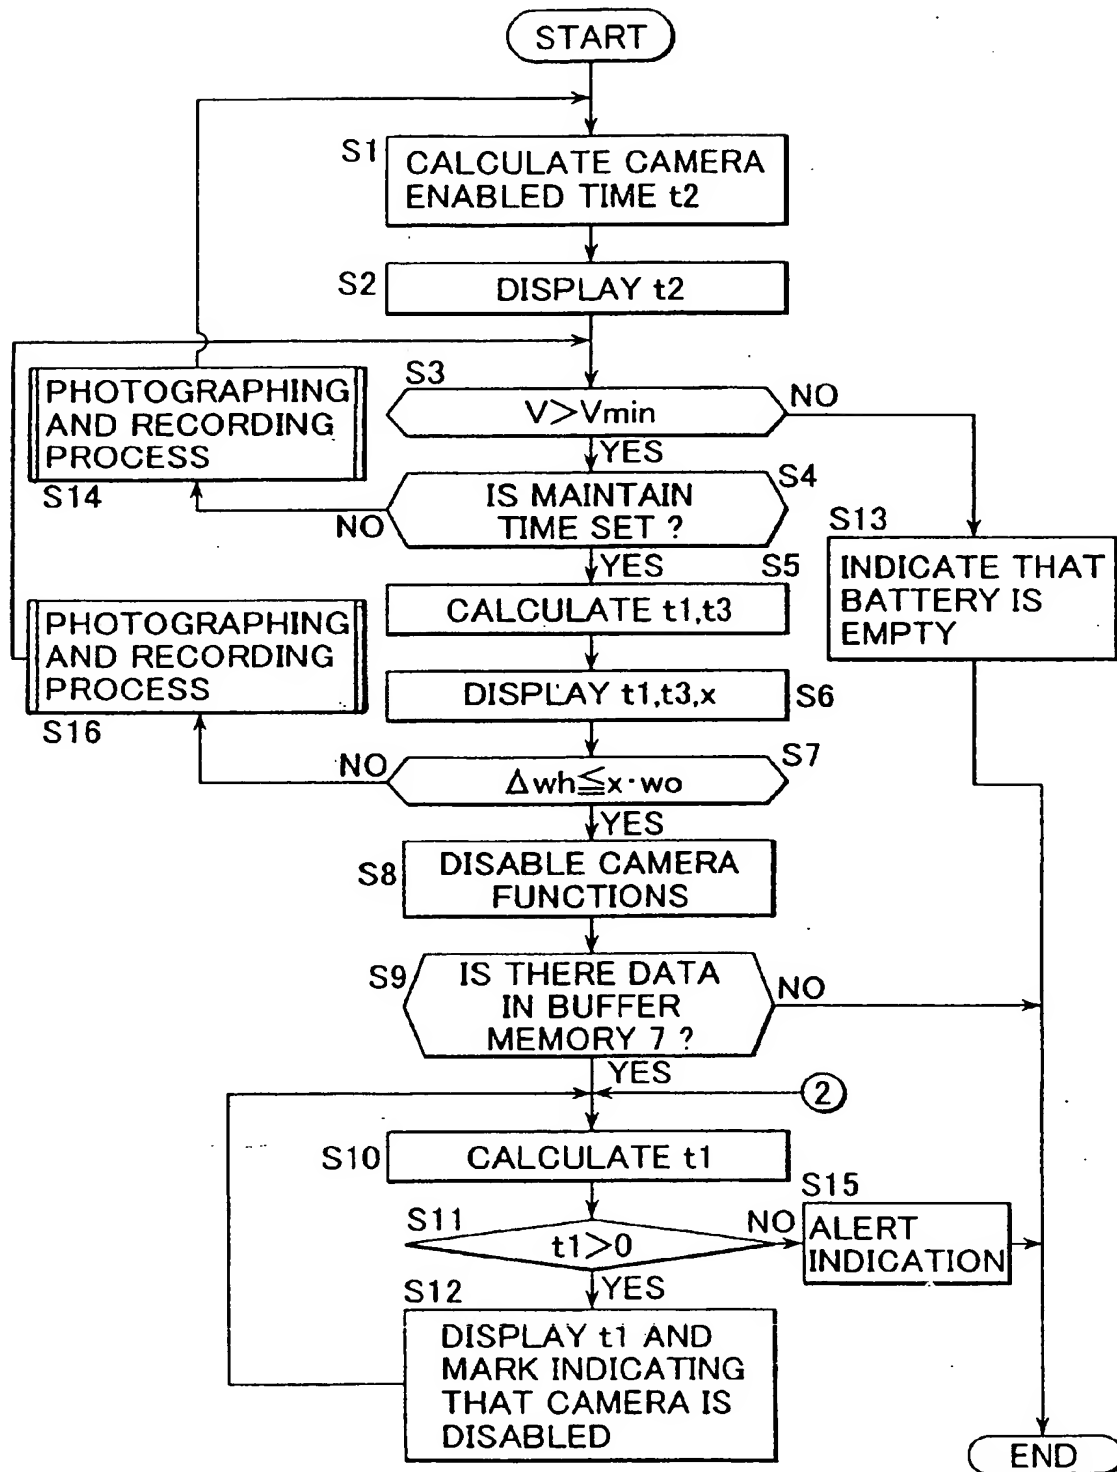 START
S1
CALCULATE CAMERA
ENABLED TIME t2
S2
DISPLAY t2
S3
V>Vmin
NO
YES
PHOTOGRAPHING
AND RECORDING
PROCESS
S14
S4
IS MAINTAIN
TIME SET ?
NO
YES
S13
INDICATE THAT
BATTERY IS
EMPTY
S5
CALCULATE t1,t3
PHOTOGRAPHING
AND RECORDING
PROCESS
S16
DISPLAY t1,t3,x
S6
S7
Δwh≦x·wo
NO
YES
S8
DISABLE CAMERA
FUNCTIONS
S9
IS THERE DATA
IN BUFFER
MEMORY 7 ?
NO
YES
2
S10
CALCULATE t1
S11
t1>0
NO
YES
S15
ALERT
INDICATION
S12
DISPLAY t1 AND
MARK INDICATING
THAT CAMERA IS
DISABLED
END